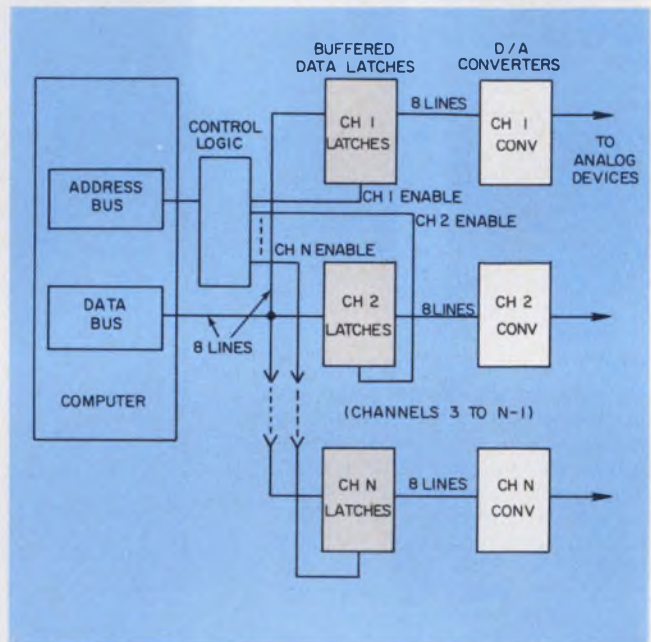 BUFFERED
DATA LATCHES
D/A
CONVERTERS
CONTROL
LOGIC
ADDRESS
BUS
DATA
BUS
COMPUTER
8 LINES
CH 1
LATCHES
8 LINES
CH 1
CONV
TO
ANALOG
DEVICES
CH 1 ENABLE
CH 2 ENABLE
CH N ENABLE
CH 2
LATCHES
8 LINES
CH 2
CONV
(CHANNELS 3 TO N-1)
CH N
LATCHES
8 LINES
CH N
CONV